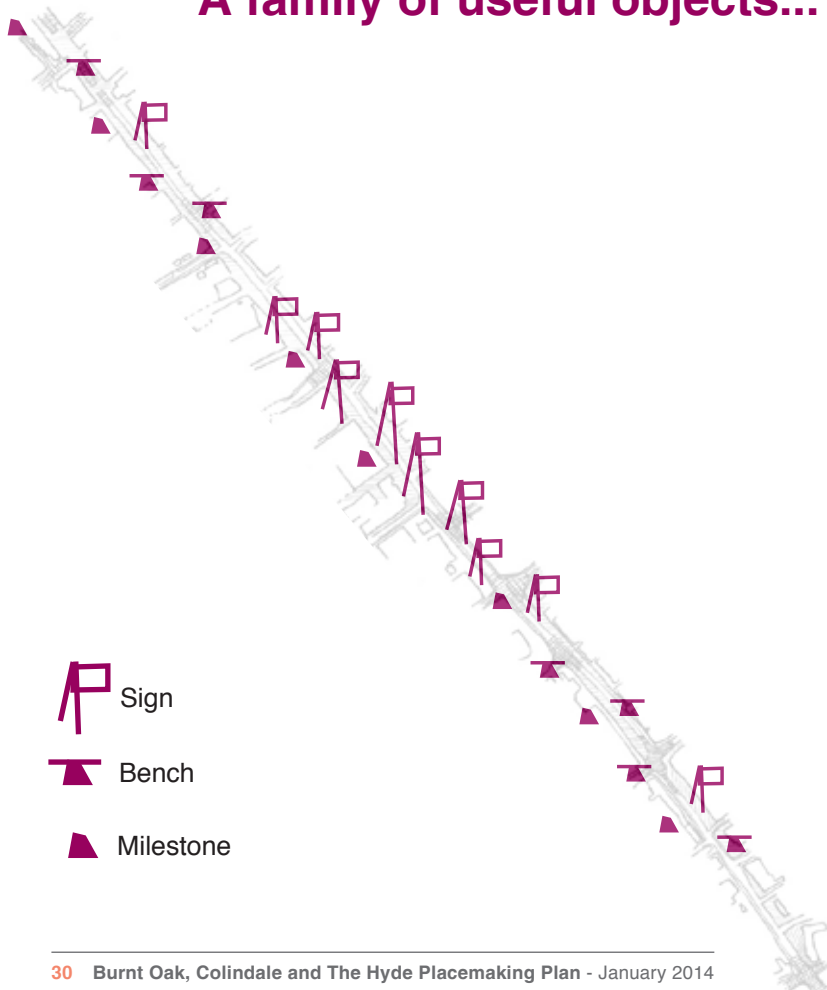 A family of useful objects...
Sign
Bench
Milestone
30 Burnt Oak, Colindale and The Hyde Placemaking Plan - January 2014